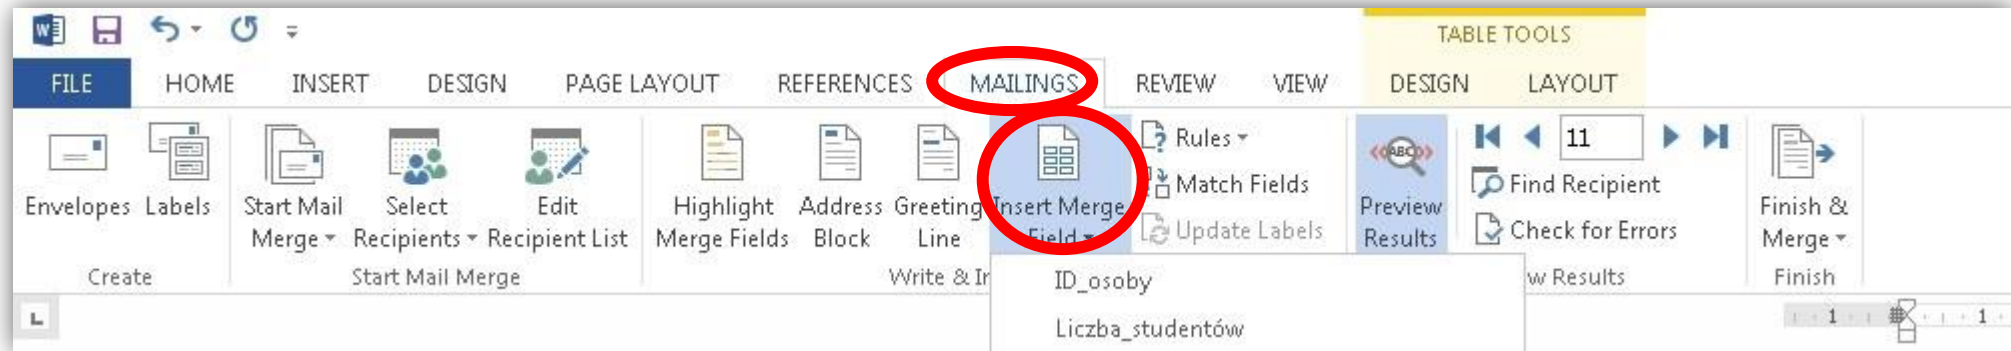 TABLE TOOLS
FILE HOME INSERT DESIGN PAGE LAYOUT REFERENCES MAILINGS REVIEW VIEW DESIGN LAYOUT
Envelopes
Labels
Create
Start Mail
Merge
Select
Recipients
Edit
Recipient List
Start Mail Merge
Highlight
Merge Fields
Address
Block
Greeting
Line
Insert Merge
Field
Rules
Match Fields
Update Labels
Write & In
ABC
Preview
Results
11
Find Recipient
Check for Errors
w Results
Finish &
Merge
Finish
ID_osoby
Liczba_studentów
L
1 1